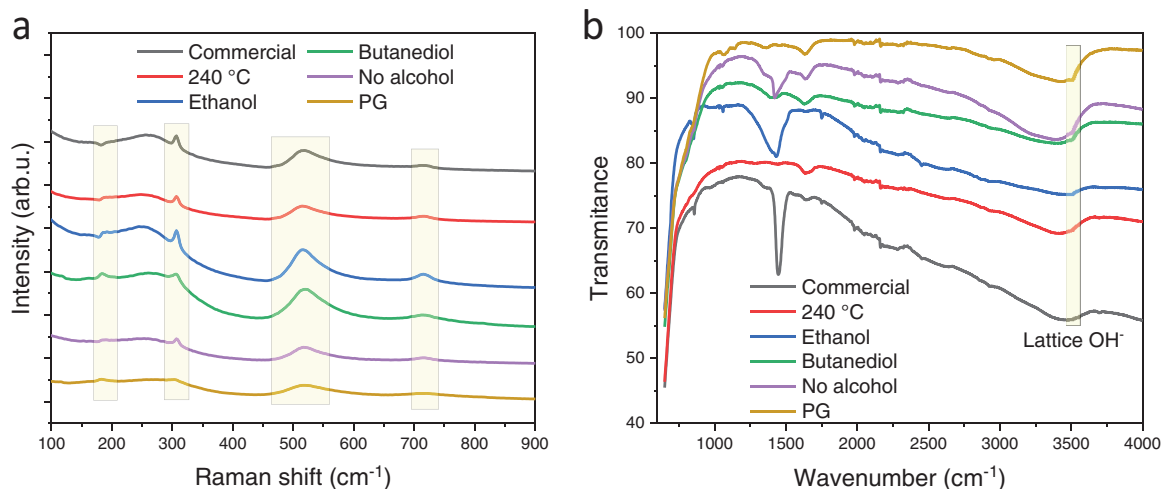 a
Commercial
240 °C
Ethanol
Butanediol
No alcohol
PG
Intensity (arb.u.)
100 200 300 400 500 600 700 800 900
Raman shift (cm⁻¹)
b
100
90
80
70
60
50
40
Transmitance
Commercial
240 °C
Ethanol
Butanediol
No alcohol
PG
Lattice OH⁻
1000 1500 2000 2500 3000 3500 4000
Wavenumber (cm⁻¹)